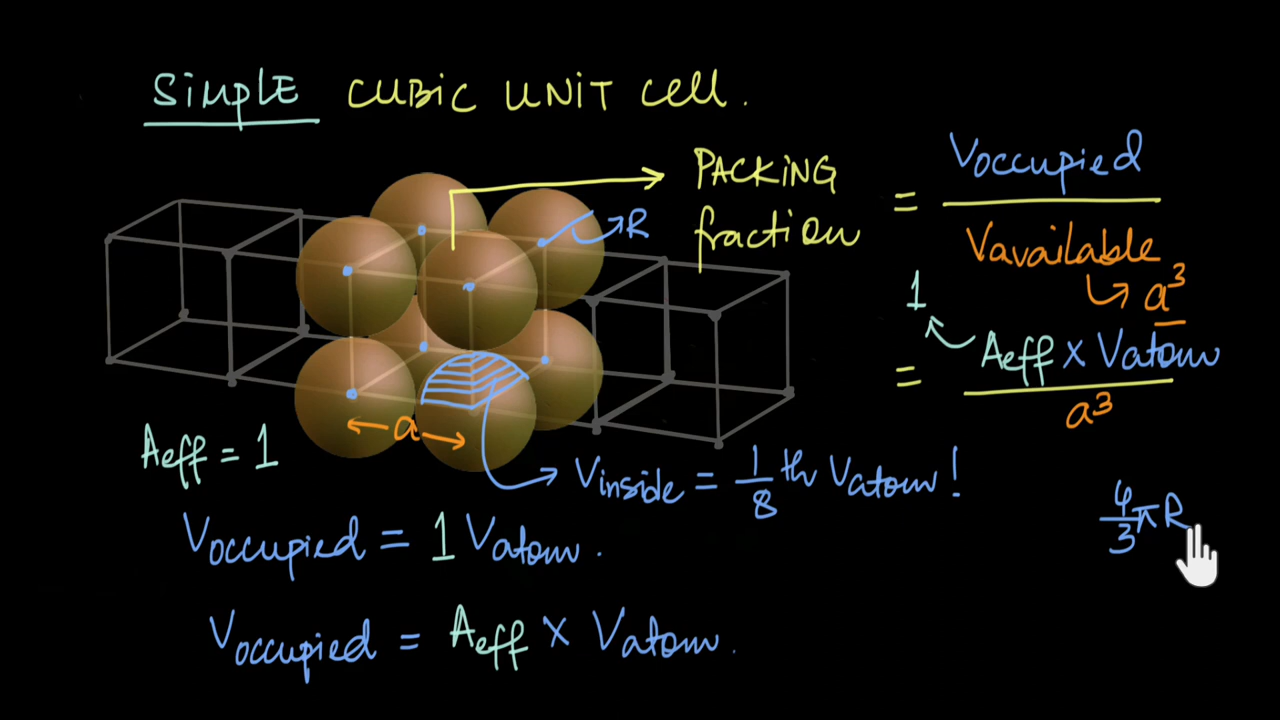 SIMPLE CUBIC UNIT CELL.
PACKING fraction = Voccupied / Vavailable
→ a³
R
1
= Aeff × Vatom / a³
a
Aeff = 1
Vinside = 1/8 th Vatom!
4/3 πR
Voccupied = 1 Vatom.
Voccupied = Aeff × Vatom.